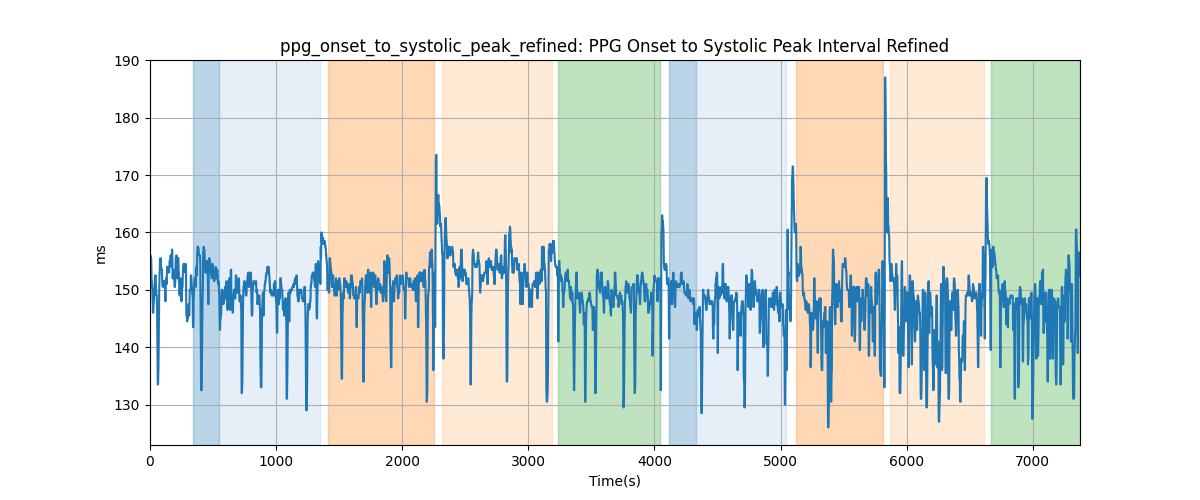 ppg_onset_to_systolic_peak_refined: PPG Onset to Systolic Peak Interval Refined
190
180
170
160
150
140
130
ms
0 1000 2000 3000 4000 5000 6000 7000
Time(s)